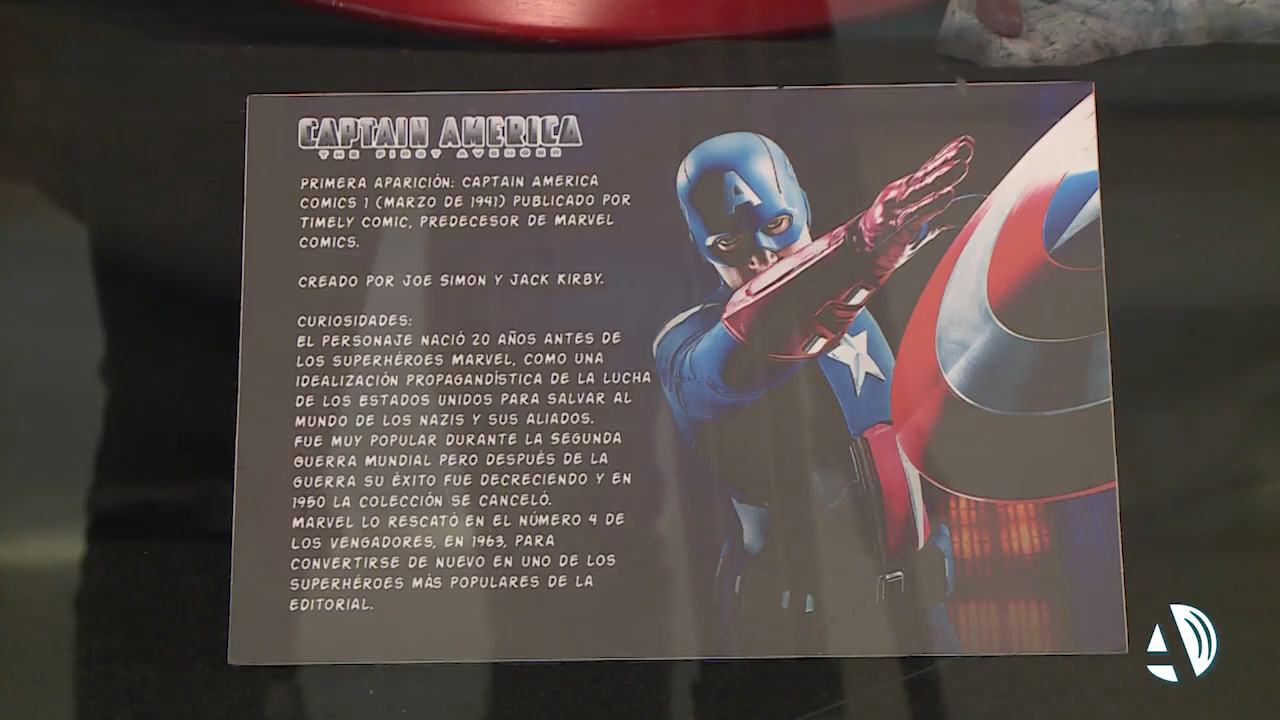 CAPTAIN AMERICA
THE FIRST AVENGER
PRIMERA APARICIÓN: CAPTAIN AMERICA
COMICS 1 (MARZO DE 1941) PUBLICADO POR
TIMELY COMIC, PREDECESOR DE MARVEL
COMICS.
CREADO POR JOE SIMON Y JACK KIRBY.
CURIOSIDADES:
EL PERSONAJE NACIÓ 20 AÑOS ANTES DE
LOS SUPERHÉROES MARVEL, COMO UNA
IDEALIZACIÓN PROPAGANDÍSTICA DE LA LUCHA
DE LOS ESTADOS UNIDOS PARA SALVAR AL
MUNDO DE LOS NAZIS Y SUS ALIADOS.
FUE MUY POPULAR DURANTE LA SEGUNDA
GUERRA MUNDIAL PERO DESPUÉS DE LA
GUERRA SU ÉXITO FUE DECRECIENDO Y EN
1950 LA COLECCIÓN SE CANCELÓ.
MARVEL LO RESCATÓ EN EL NÚMERO 4 DE
LOS VENGADORES, EN 1963, PARA
CONVERTIRSE DE NUEVO EN UNO DE LOS
SUPERHÉROES MÁS POPULARES DE LA
EDITORIAL.
A